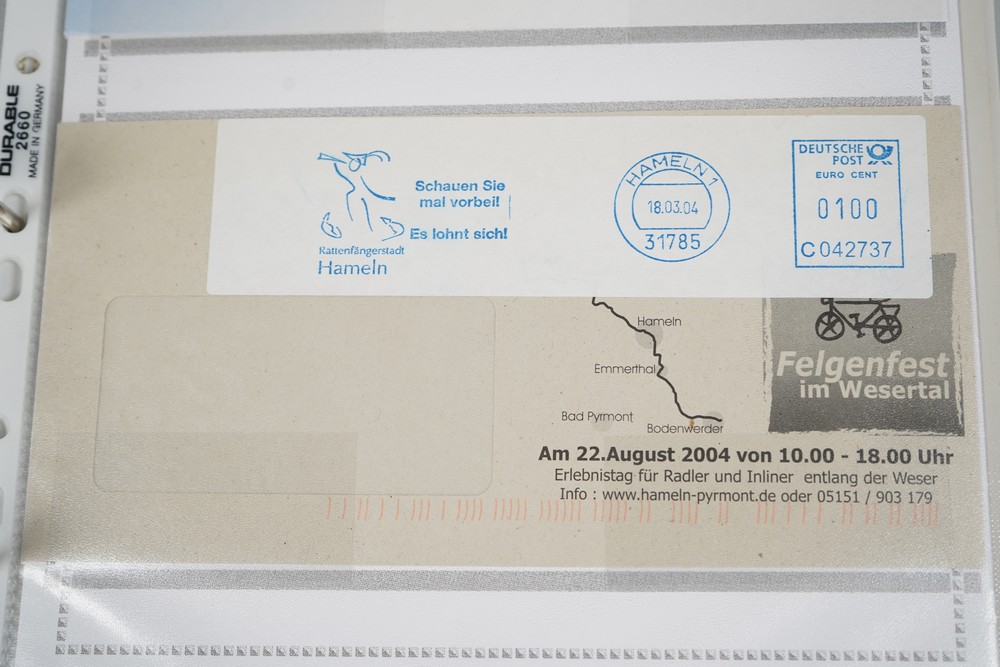 DURABLE
2660
MADE IN GERMANY
Schauen Sie
mal vorbei!
Es lohnt sich!
Rattenfängerstadt
Hameln
HAMELN 1
18.03.04
31785
DEUTSCHE
POST
EURO CENT
0100
C042737
Hameln
Emmerthal
Bad Pyrmont
Bodenwerder
Felgenfest
im Wesertal
Am 22.August 2004 von 10.00 - 18.00 Uhr
Erlebnistag für Radler und Inliner entlang der Weser
Info : www.hameln-pyrmont.de oder 05151 / 903 179